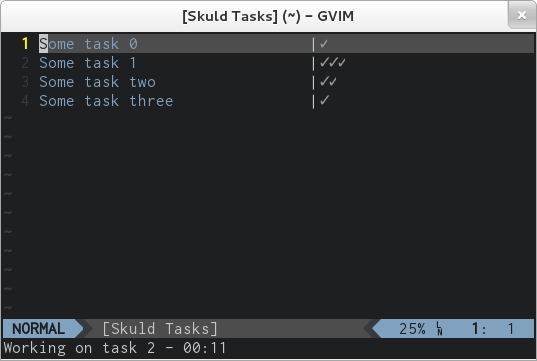 [Skuld Tasks] (~) – GVIM ×
1 Some task 0 |✓
2 Some task 1 |✓✓✓
3 Some task two |✓✓
4 Some task three |✓
~
~
~
~
~
~
~
~
~
~
~
NORMAL [Skuld Tasks] 25% ␊ 1: 1
Working on task 2 – 00:11